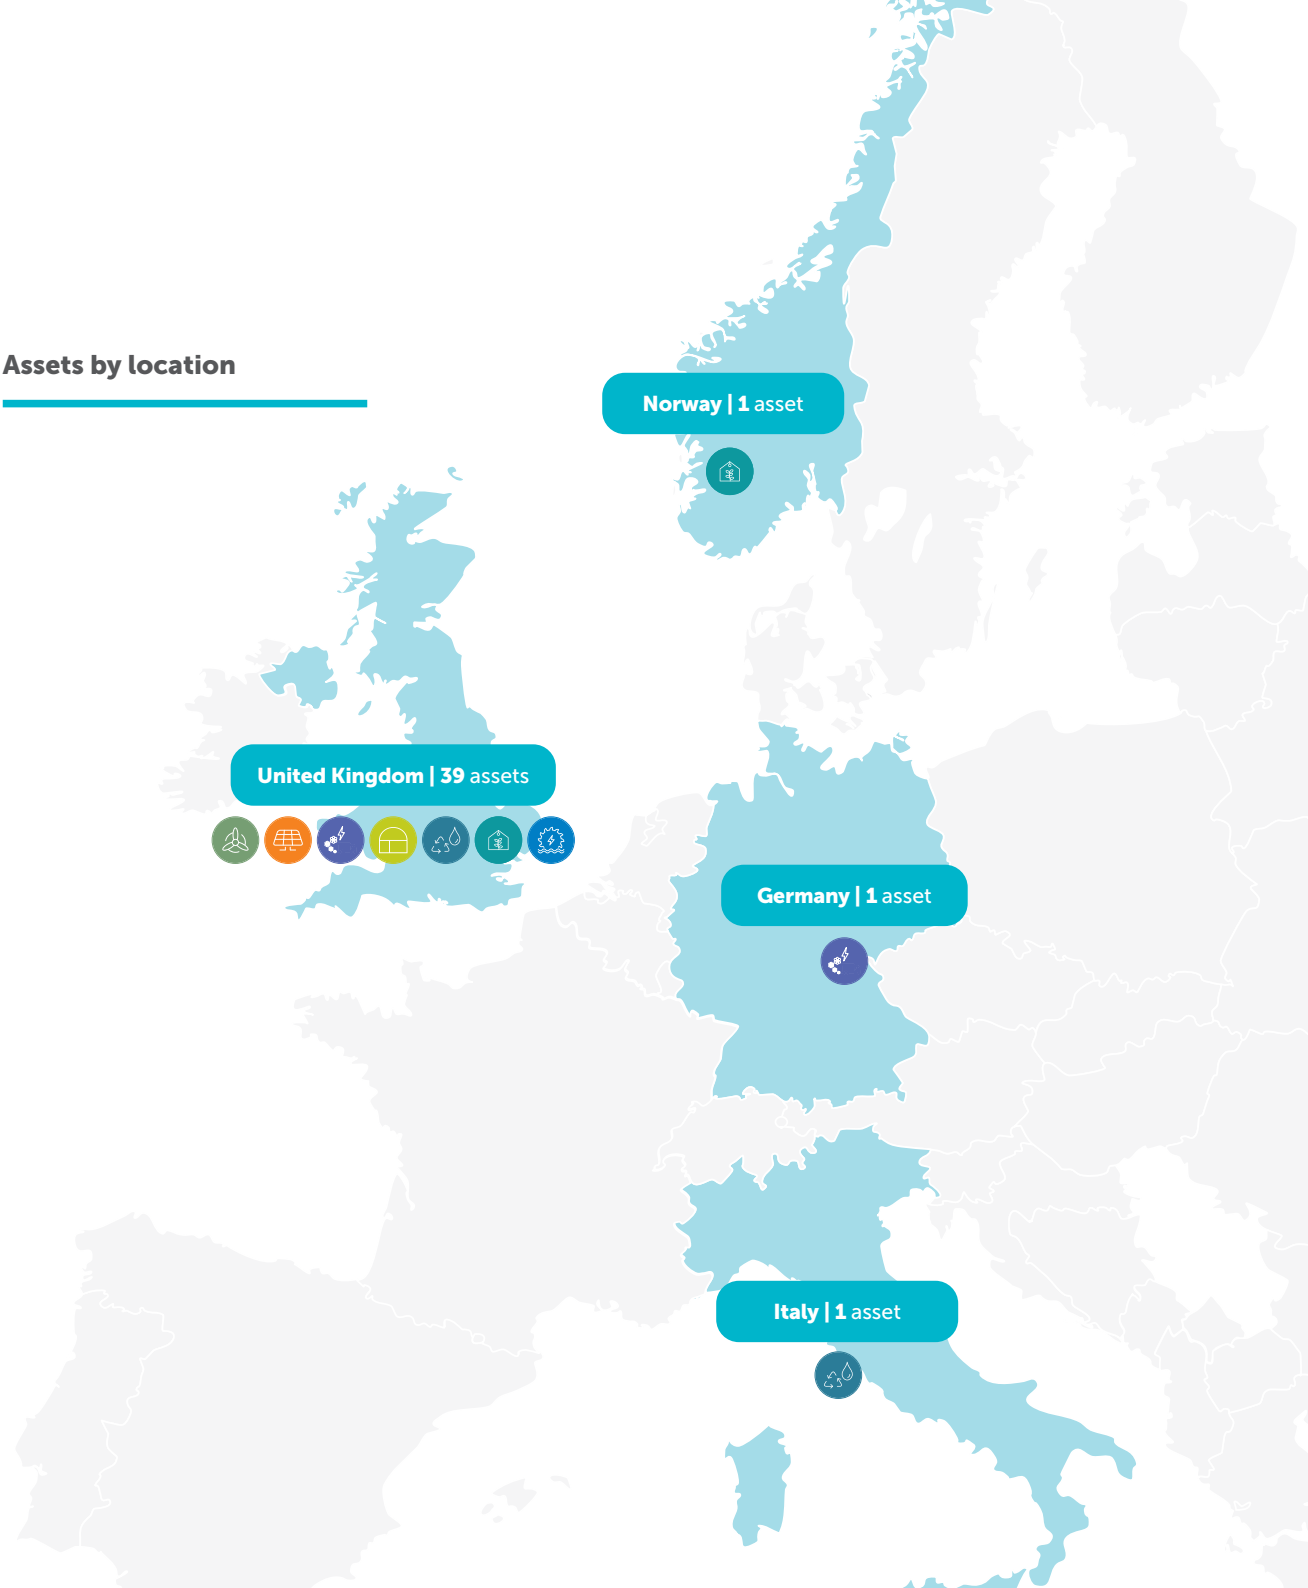 Assets by location
Norway | 1 asset
United Kingdom | 39 assets
Germany | 1 asset
Italy | 1 asset